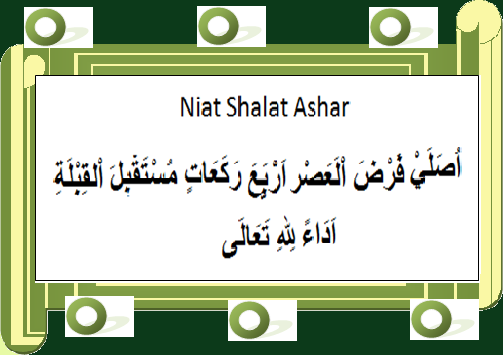 Niat Shalat Ashar
اُصَلِّيْ فَرْضَ الْعَصْرِ اَرْبَعَ رَكَعَاتٍ مُسْتَقْبِلَ الْقِبْلَةِ
اَدَاءً لِلّٰهِ تَعَالَى